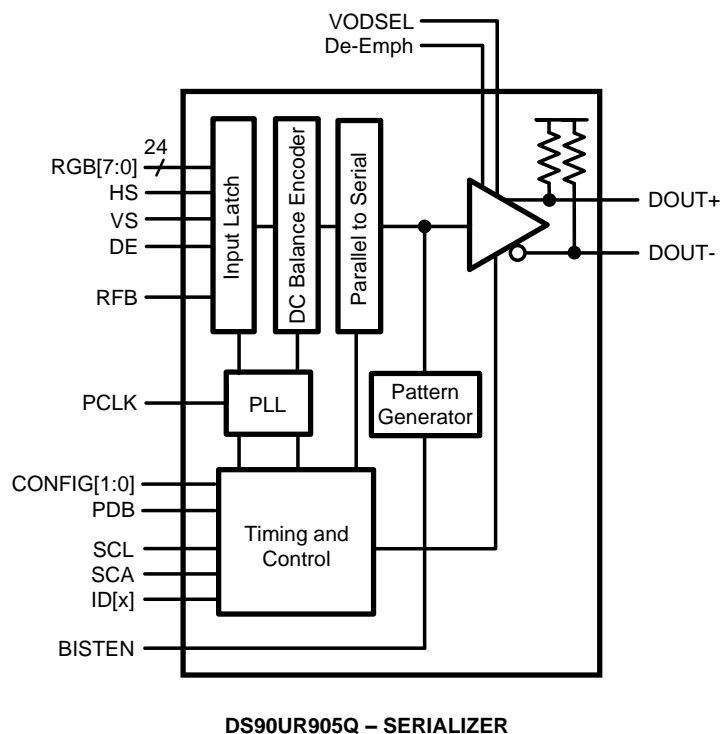 VODSEL
De-Emph
24
RGB[7:0]
HS
VS
DE
RFB
PCLK
CONFIG[1:0]
PDB
SCL
SCA
ID[x]
BISTEN
Input Latch
DC Balance Encoder
Parallel to Serial
PLL
Pattern
Generator
Timing and
Control
DOUT+
DOUT-
DS90UR905Q – SERIALIZER